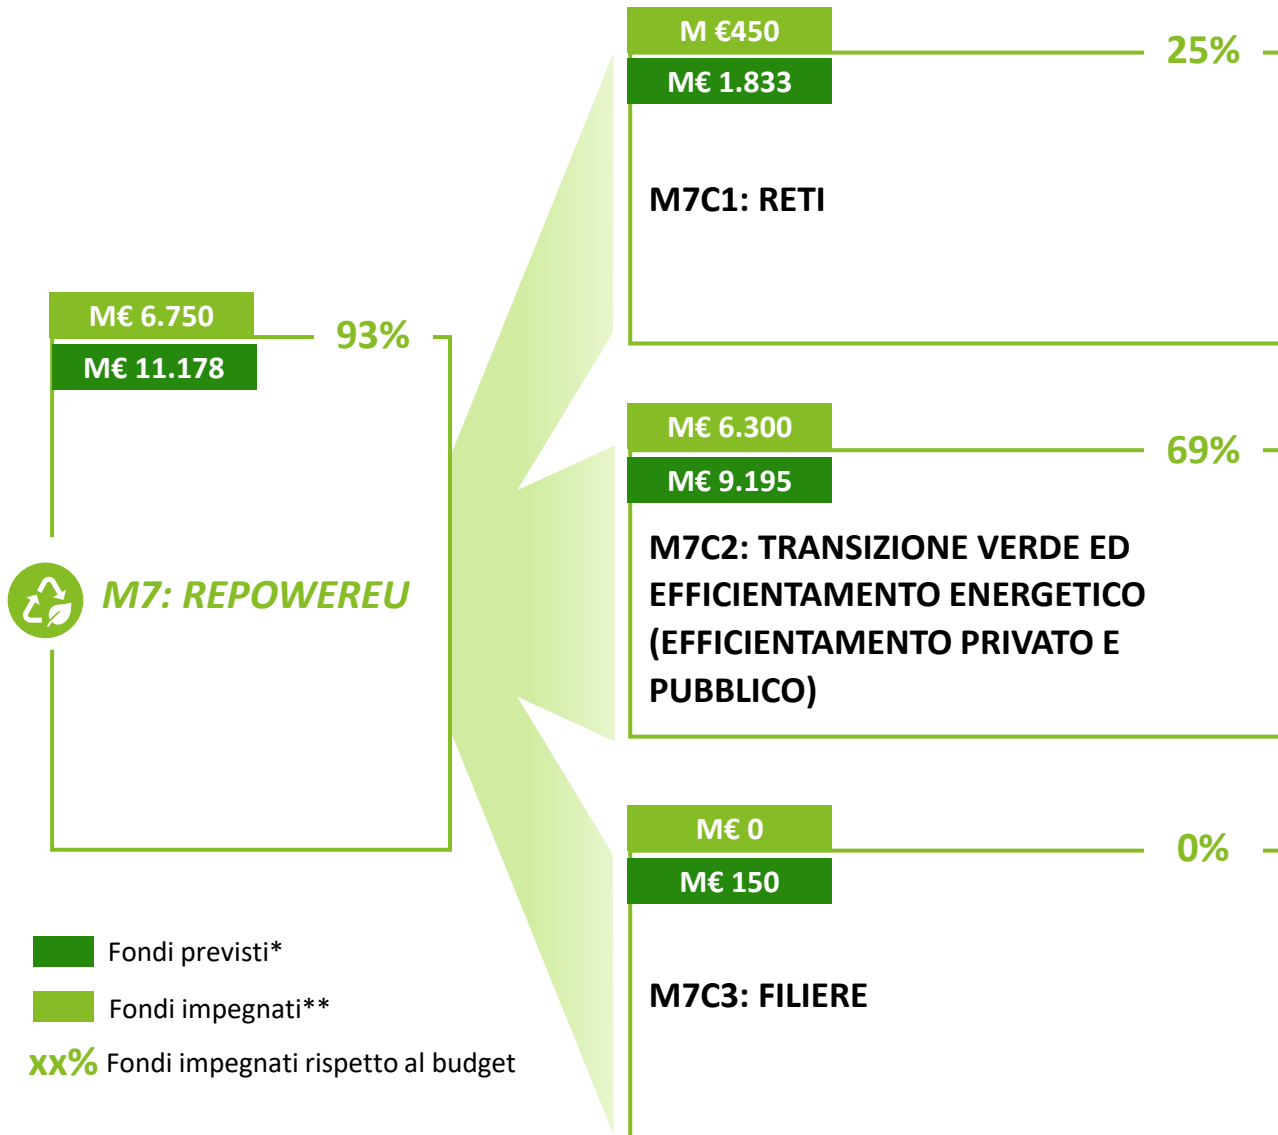 M€ 6.750
93%
M€ 11.178
M7: REPOWEREU
M €450
25%
M€ 1.833
M7C1: RETI
M€ 6.300
69%
M€ 9.195
M7C2: TRANSIZIONE VERDE ED
EFFICIENTAMENTO ENERGETICO
(EFFICIENTAMENTO PRIVATO E
PUBBLICO)
M€ 0
0%
M€ 150
M7C3: FILIERE
Fondi previsti*
Fondi impegnati**
xx% Fondi impegnati rispetto al budget